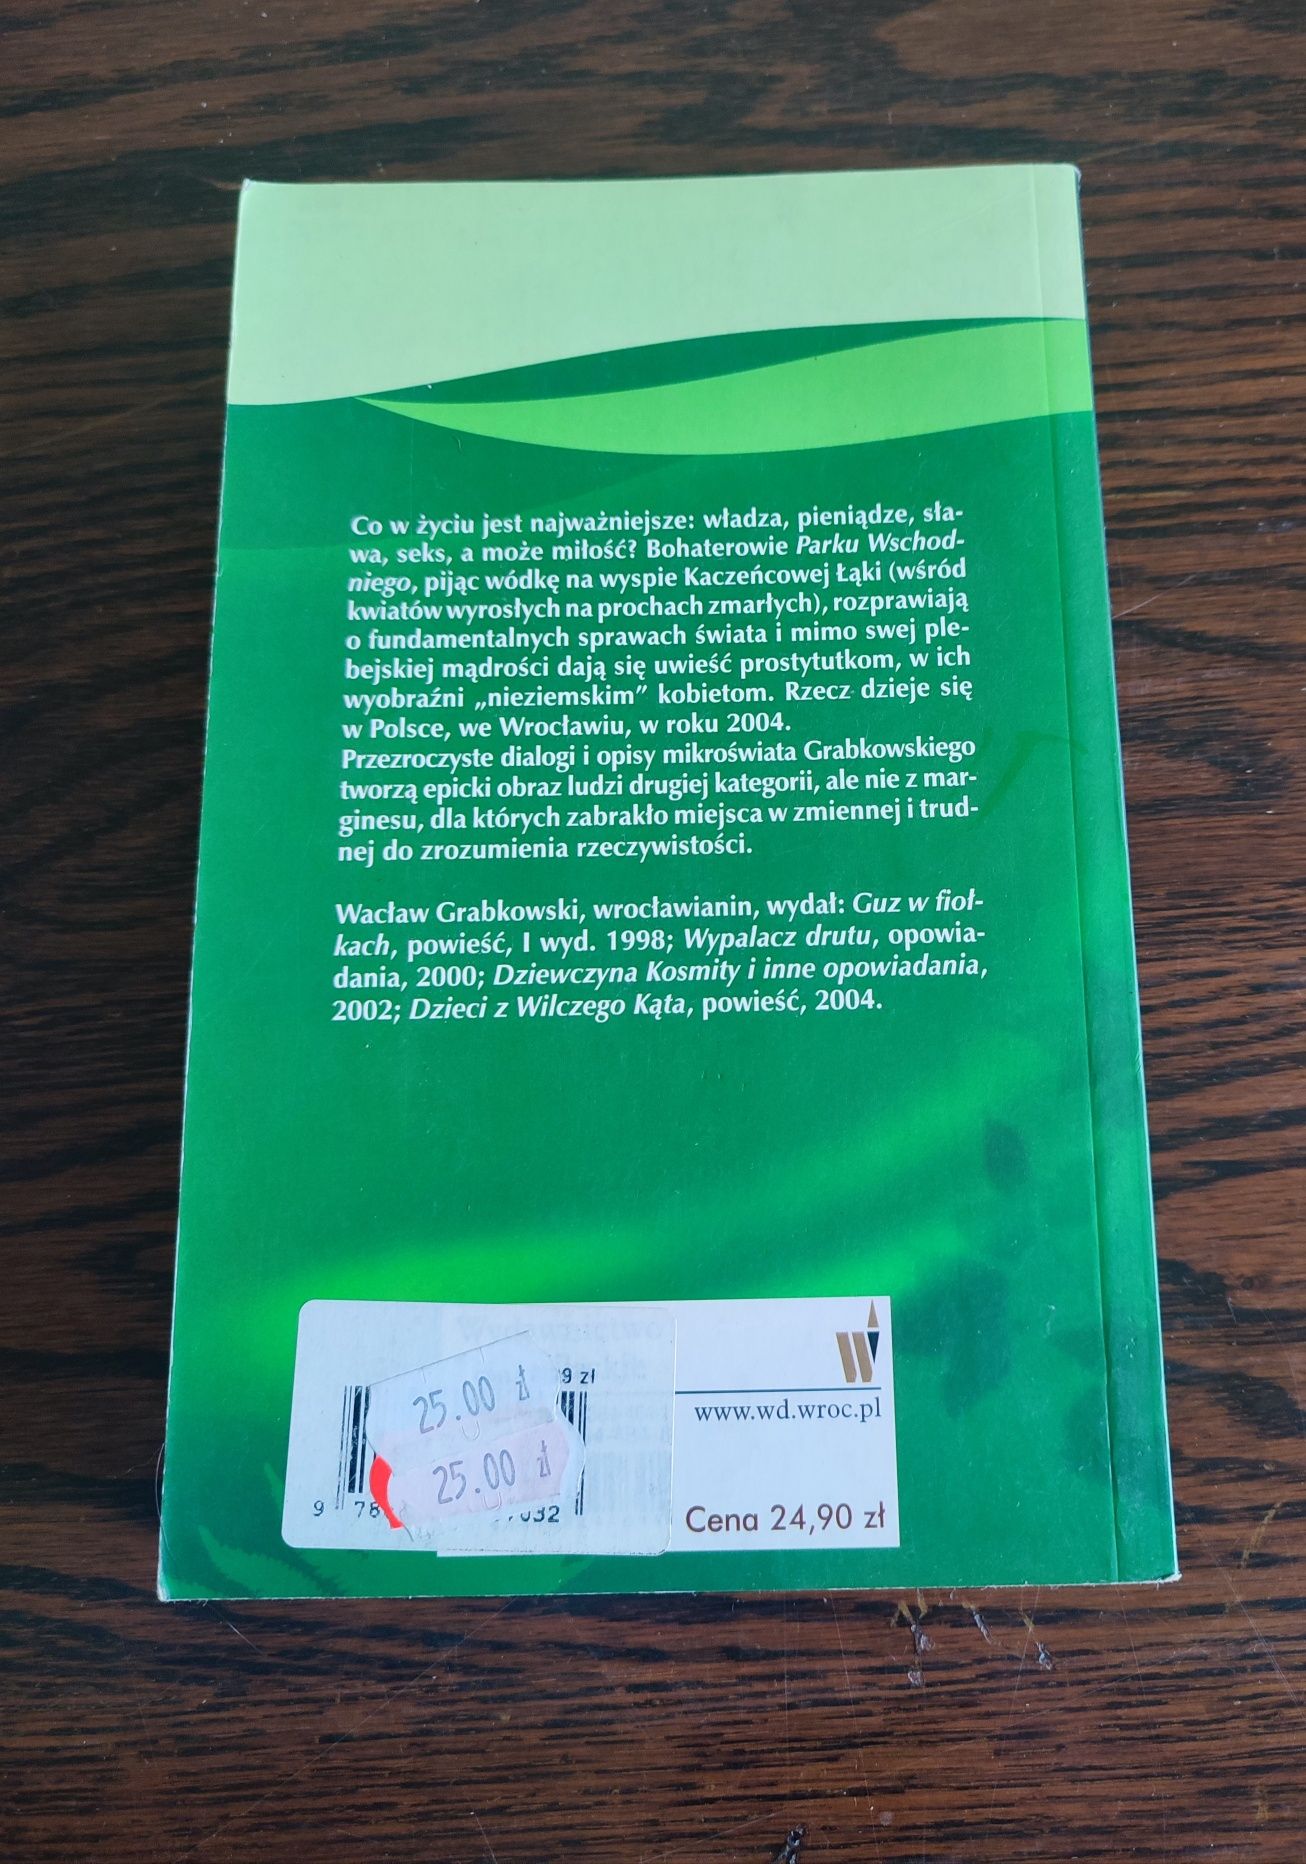 Co w życiu jest najważniejsze: władza, pieniądze, sła-
wa, seks, a może miłość? Bohaterowie Parku Wschod-
niego, pijąc wódkę na wyspie Kaczeńcowej Łąki (wśród
kwiatów wyrosłych na prochach zmarłych), rozprawiają
o fundamentalnych sprawach świata i mimo swej ple-
bejskiej mądrości dają się uwieść prostytutkom, w ich
wyobraźni „nieziemskim" kobietom. Rzecz dzieje się
w Polsce, we Wrocławiu, w roku 2004.
Przezroczyste dialogi i opisy mikroświata Grabkowskiego
tworzą epicki obraz ludzi drugiej kategorii, ale nie z mar-
ginesu, dla których zabrakło miejsca w zmiennej i trud-
nej do zrozumienia rzeczywistości.
Wacław Grabkowski, wrocławianin, wydał: Guz w fioł-
kach, powieść, I wyd. 1998; Wypalacz drutu, opowia-
dania, 2000; Dziewczyna Kosmity i inne opowiadania,
2002; Dzieci z Wilczego Kąta, powieść, 2004.
9 zł
25.00 zł
25.00 zł
www.wd.wroc.pl
Cena 24,90 zł